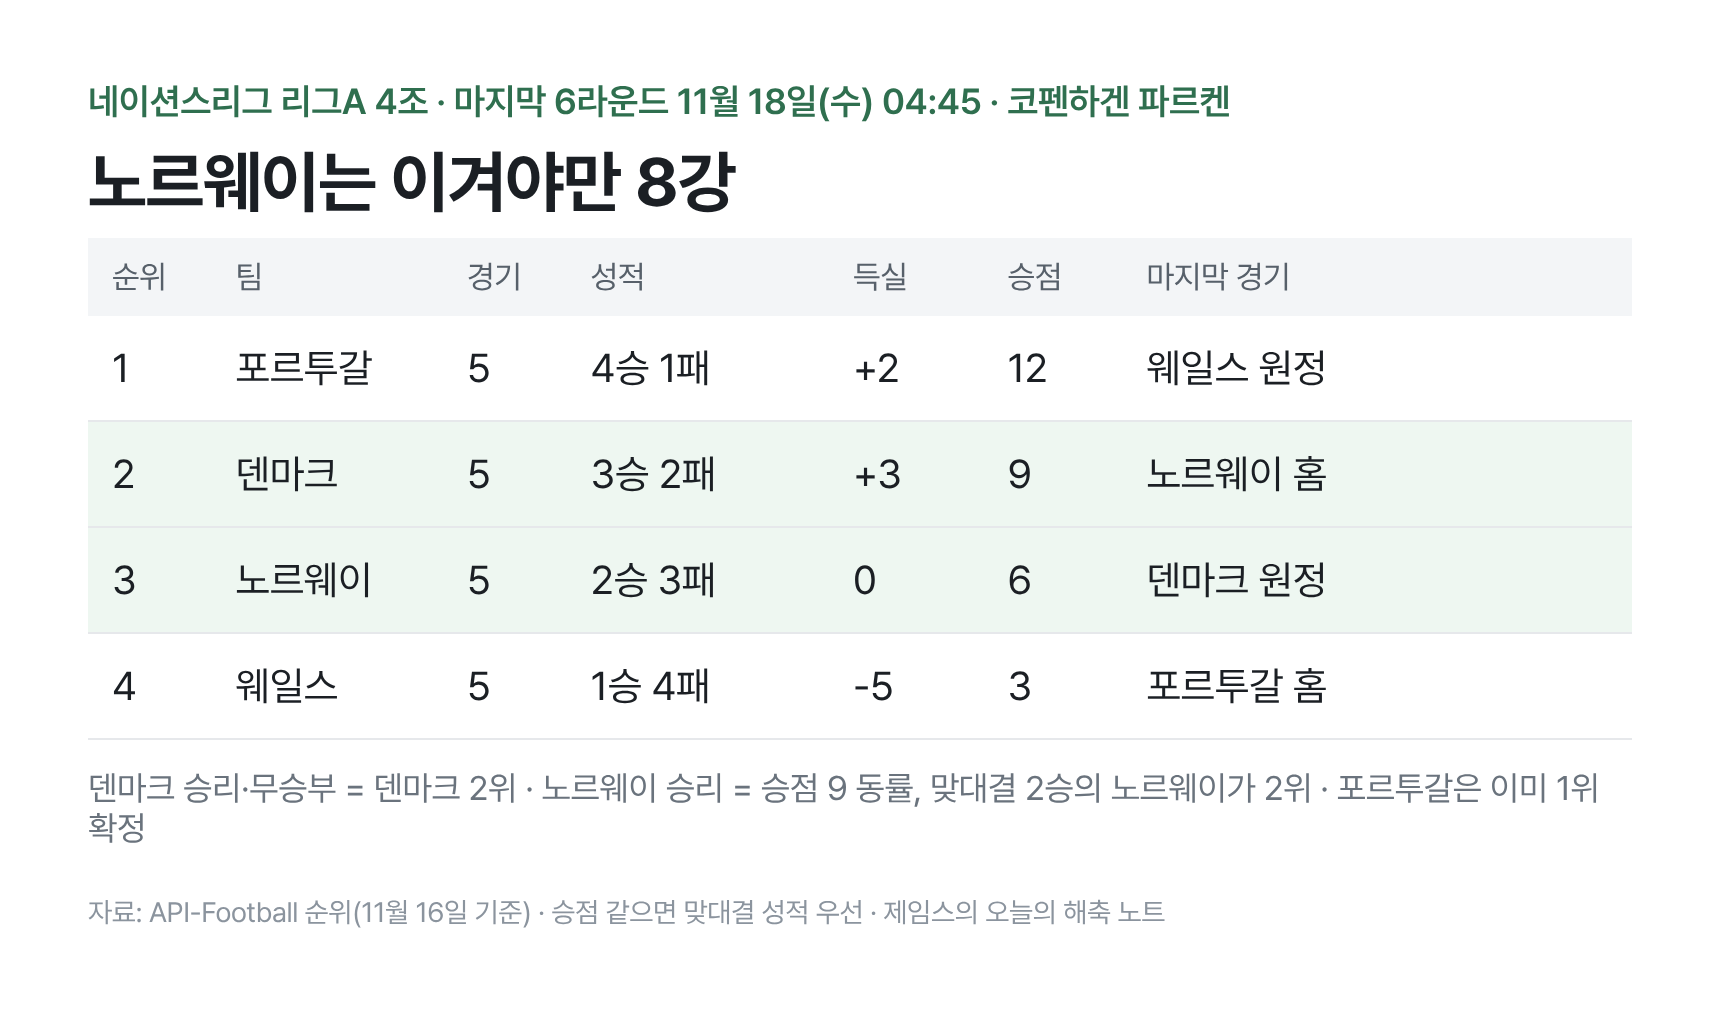 네이션스리그 리그A 4조 · 마지막 6라운드 11월 18일(수) 04:45 · 코펜하겐 파르켄
노르웨이는 이겨야만 8강
순위 팀 경기 성적 득실 승점 마지막 경기
1 포르투갈 5 4승 1패 +2 12 웨일스 원정
2 덴마크 5 3승 2패 +3 9 노르웨이 홈
3 노르웨이 5 2승 3패 0 6 덴마크 원정
4 웨일스 5 1승 4패 -5 3 포르투갈 홈
덴마크 승리·무승부 = 덴마크 2위 · 노르웨이 승리 = 승점 9 동률, 맞대결 2승의 노르웨이가 2위 · 포르투갈은 이미 1위
확정
자료: API-Football 순위(11월 16일 기준) · 승점 같으면 맞대결 성적 우선 · 제임스의 오늘의 해축 노트